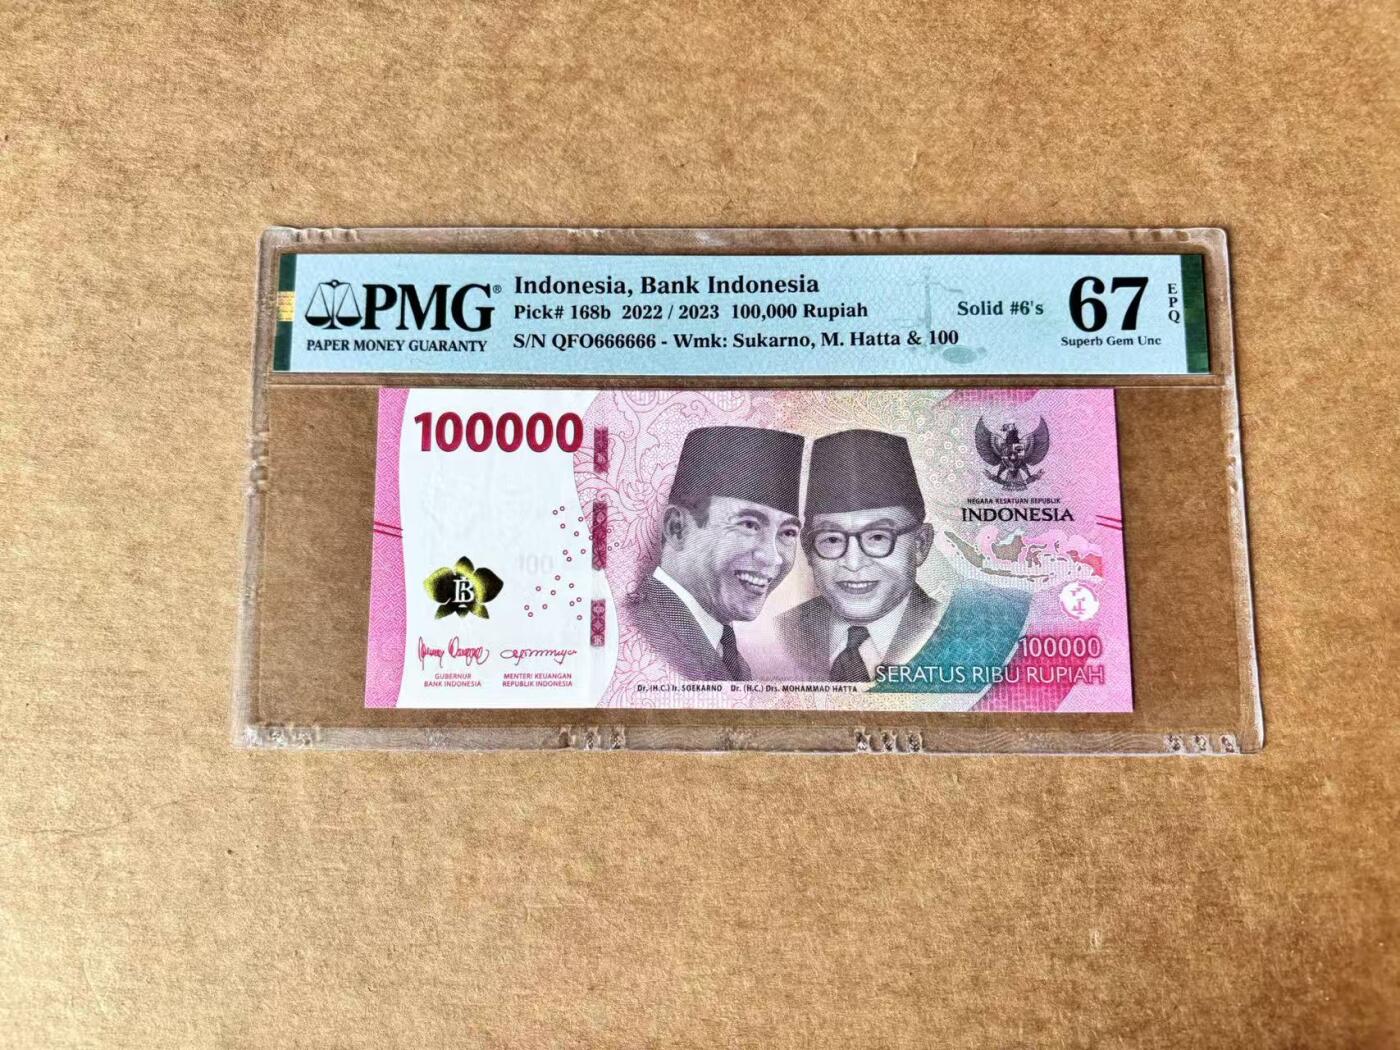 PMG®
PAPER MONEY GUARANTY
Indonesia, Bank Indonesia
Pick# 168b 2022 / 2023 100,000 Rupiah
S/N QFO666666 - Wmk: Sukarno, M. Hatta & 100
Solid #6's
67
Superb Gem Unc
EPQ
100000
NEGARA KESATUAN REPUBLIK
INDONESIA
100
B
GUBERNUR
BANK INDONESIA
MENTERI KEUANGAN
REPUBLIK INDONESIA
Dr. (H.C.) Ir. SOEKARNO Dr. (H.C.) Drs. MOHAMMAD HATTA
100000
SERATUS RIBU RUPIAH